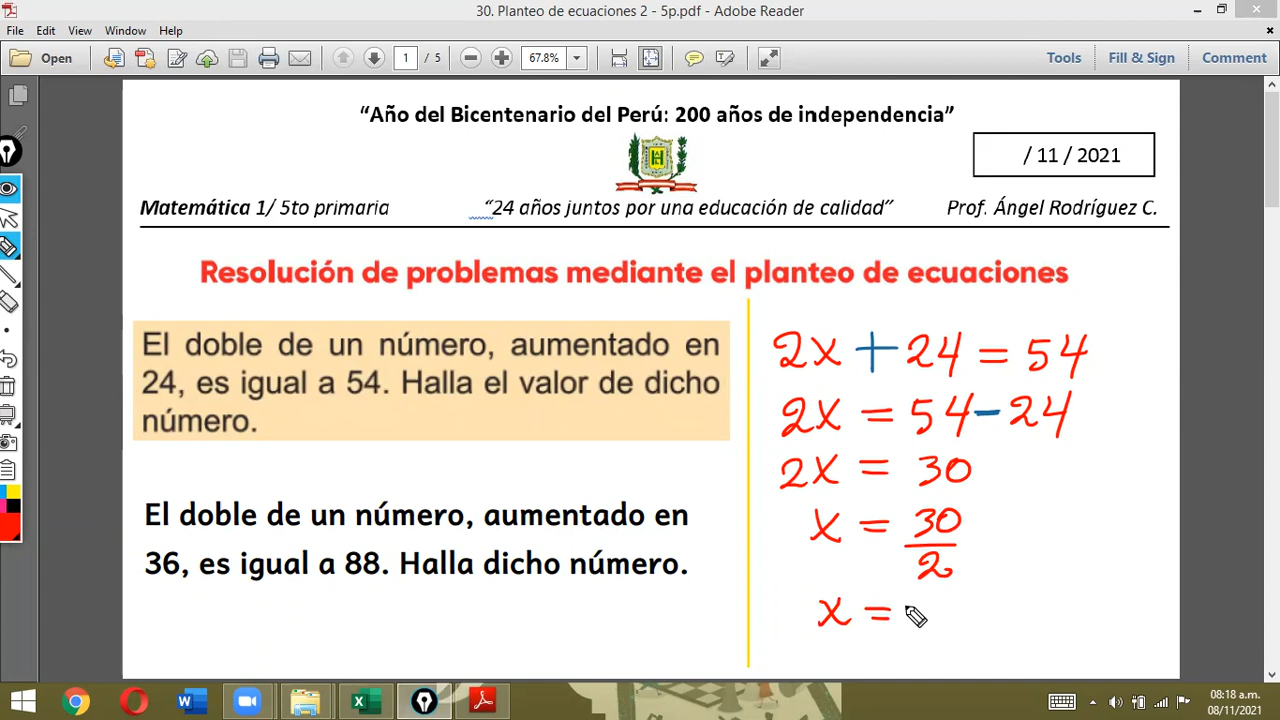 30. Planteo de ecuaciones 2 - 5p.pdf - Adobe Reader
File Edit View Window Help
Open 1 / 5 67.8% Tools Fill & Sign Comment
“Año del Bicentenario del Perú: 200 años de independencia”
/ 11 / 2021
Matemática 1/ 5to primaria “24 años juntos por una educación de calidad” Prof. Ángel Rodríguez C.
Resolución de problemas mediante el planteo de ecuaciones
El doble de un número, aumentado en
24, es igual a 54. Halla el valor de dicho
número.
El doble de un número, aumentado en
36, es igual a 88. Halla dicho número.
2x + 24 = 54
2x = 54 - 24
2x = 30
x = 30
2
x =
08:18 a.m.
08/11/2021